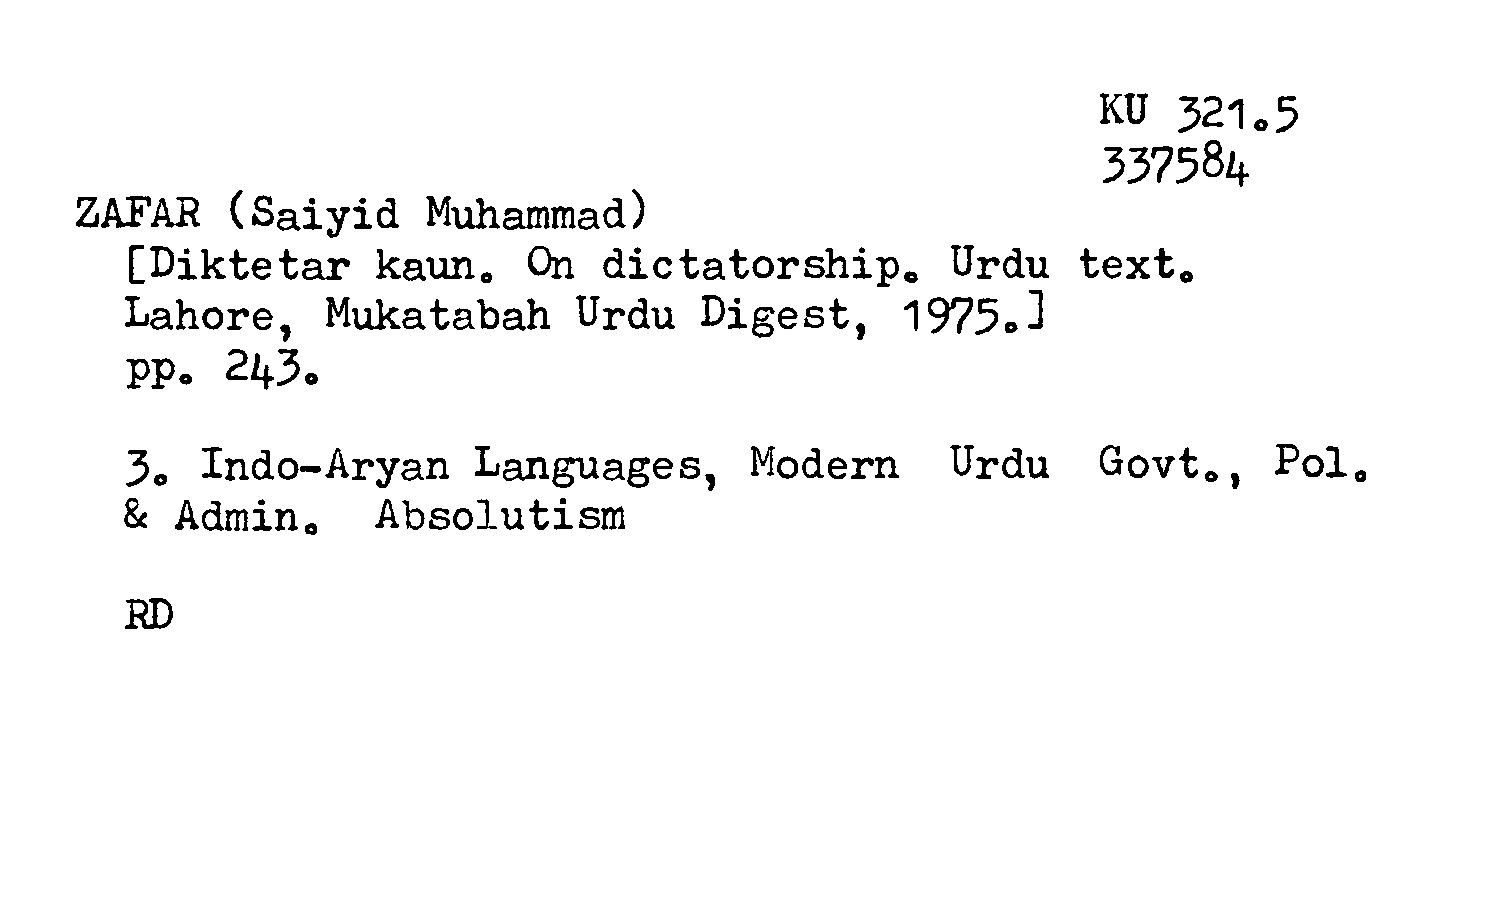 KU 321.5
337584
ZAFAR (Saiyid Muhammad)
[Diktetar kaun. On dictatorship. Urdu text.
Lahore, Mukatabah Urdu Digest, 1975.]
pp. 243.
3. Indo-Aryan Languages, Modern Urdu Govt., Pol.
& Admin. Absolutism
RD